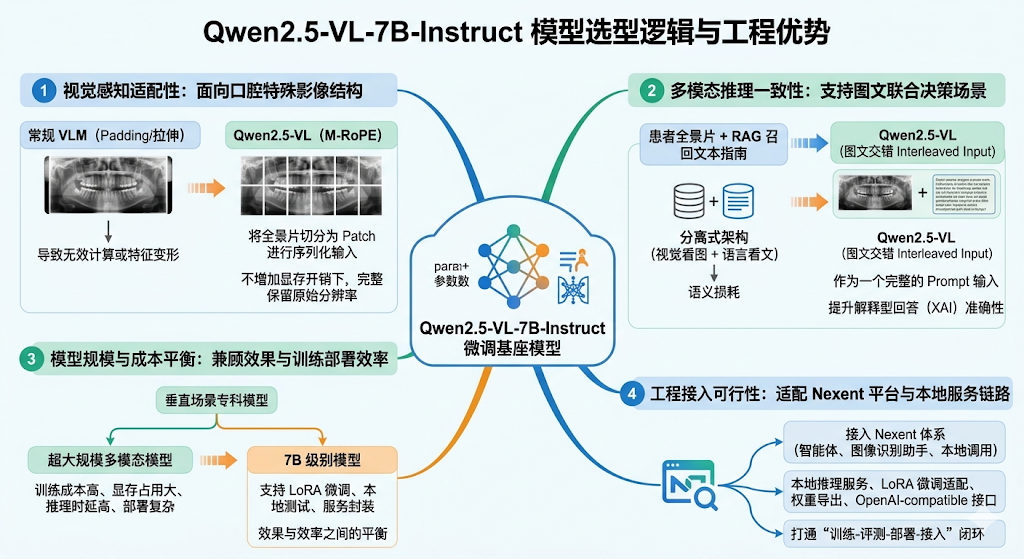 Qwen2.5-VL-7B-Instruct 模型选型逻辑与工程优势
1 视觉感知适配性：面向口腔特殊影像结构
常规 VLM（Padding/拉伸）
导致无效计算或特征变形
Qwen2.5-VL（M-RoPE）
将全景片切分为 Patch
进行序列化输入
不增加显存开销下，完整
保留原始分辨率
2 多模态推理一致性：支持图文联合决策场景
患者全景片 + RAG 召
回文本指南
Qwen2.5-VL
(图文交错 Interleaved Input)
+
分离式架构
(视觉看图 + 语言看文)
语义损耗
+
Qwen2.5-VL
(图文交错 Interleaved Input)
作为一个完整的 Prompt 输入
提升解释型回答（XAI）准确性
参数数
Qwen2.5-VL-7B-Instruct
微调基座模型
3 模型规模与成本平衡：兼顾效果与训练部署效率
垂直场景专科模型
超大规模多模态模型
训练成本高、显存占用大、
推理时延高、部署复杂
7B 级别模型
支持 LoRA 微调、本
地测试、服务封装
效果与效率之间的平衡
4 工程接入可行性：适配 Nexent 平台与本地服务链路
接入 Nexent 体系
(智能体、图像识别助手、本地调用)
本地推理服务、LoRA 微调适配、
权重导出、OpenAI-compatible 接口
打通“训练-评测-部署-接入”闭环